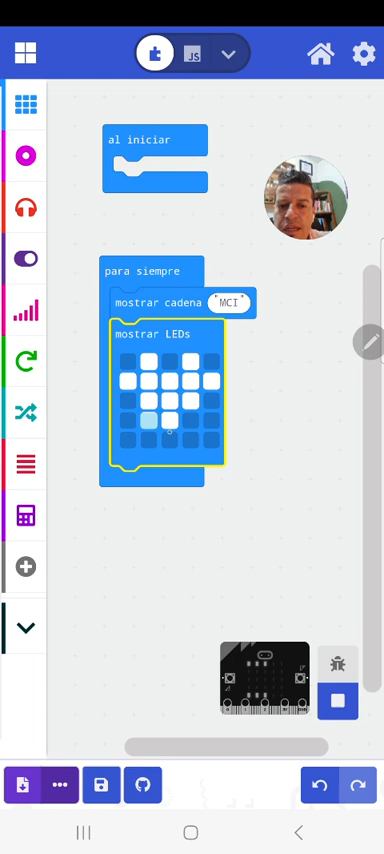 JS
al iniciar
para siempre
mostrar cadena "MCI"
mostrar LEDs